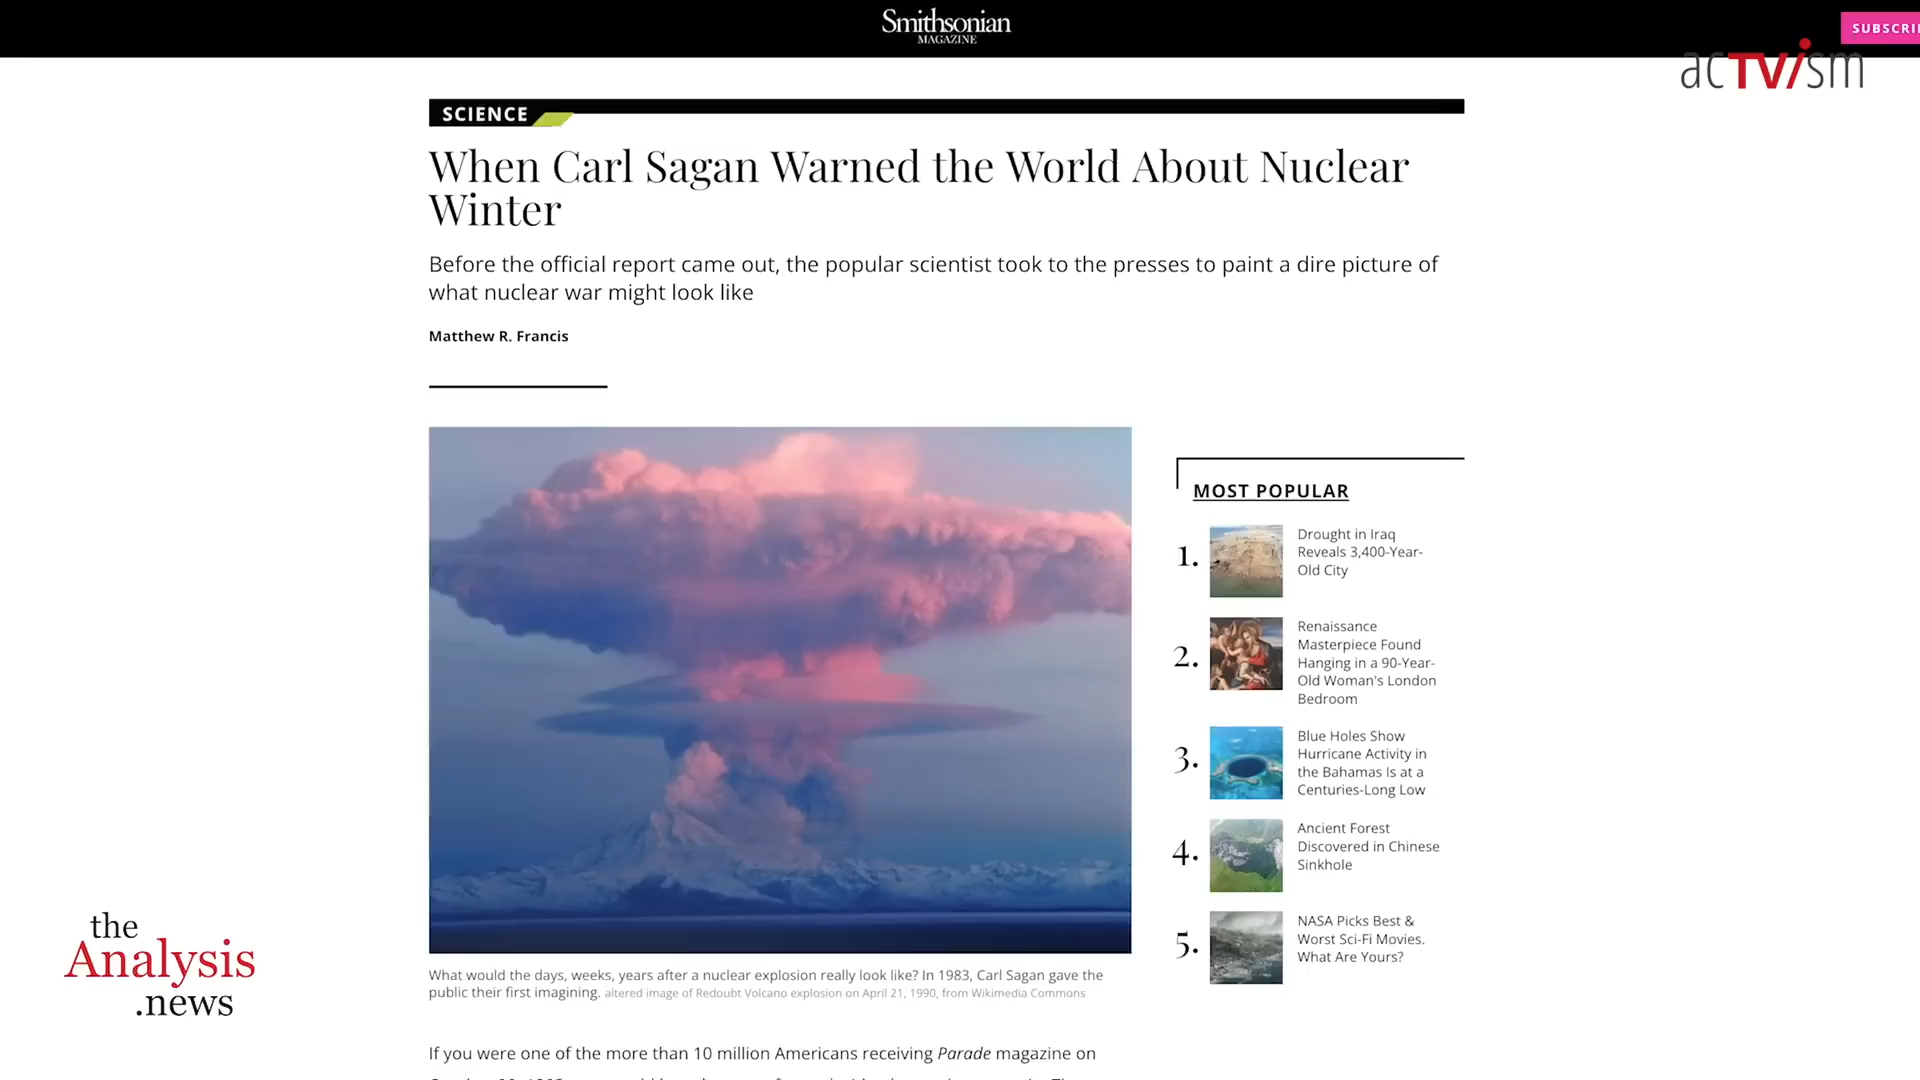 Smithsonian
MAGAZINE
acTVism
SCIENCE
When Carl Sagan Warned the World About Nuclear
Winter
Before the official report came out, the popular scientist took to the presses to paint a dire picture of
what nuclear war might look like
Matthew R. Francis
What would the days, weeks, years after a nuclear explosion really look like? In 1983, Carl Sagan gave the
public their first imagining. altered image of Redoubt Volcano explosion on April 21, 1990, from Wikimedia Commons
If you were one of the more than 10 million Americans receiving Parade magazine on
MOST POPULAR
1.
Drought in Iraq
Reveals 3,400-Year-
Old City
2.
Renaissance
Masterpiece Found
Hanging in a 90-Year-
Old Woman's London
Bedroom
3.
Blue Holes Show
Hurricane Activity in
the Bahamas Is at a
Centuries-Long Low
4.
Ancient Forest
Discovered in Chinese
Sinkhole
5.
NASA Picks Best &
Worst Sci-Fi Movies.
What Are Yours?
the
Analysis
.news